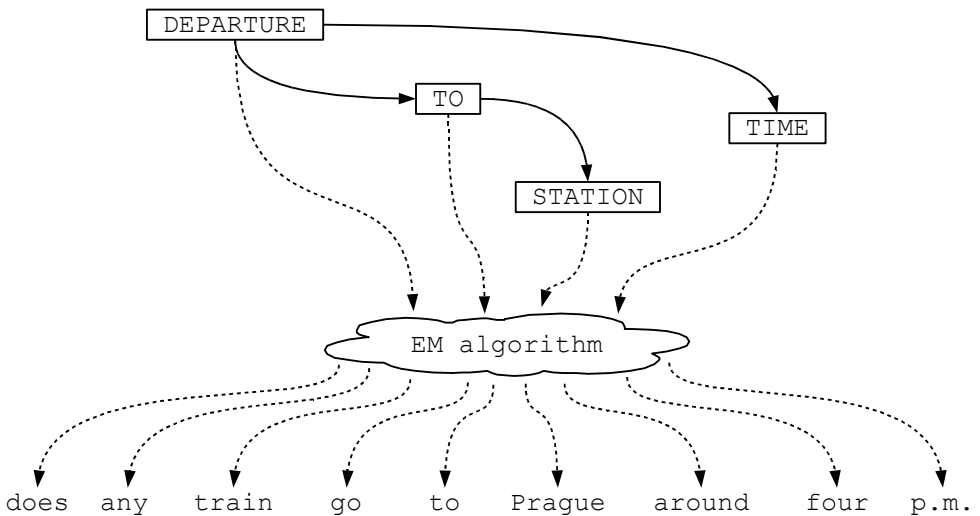 DEPARTURE
TO
TIME
STATION
EM algorithm
does any train go to Prague around four p.m.